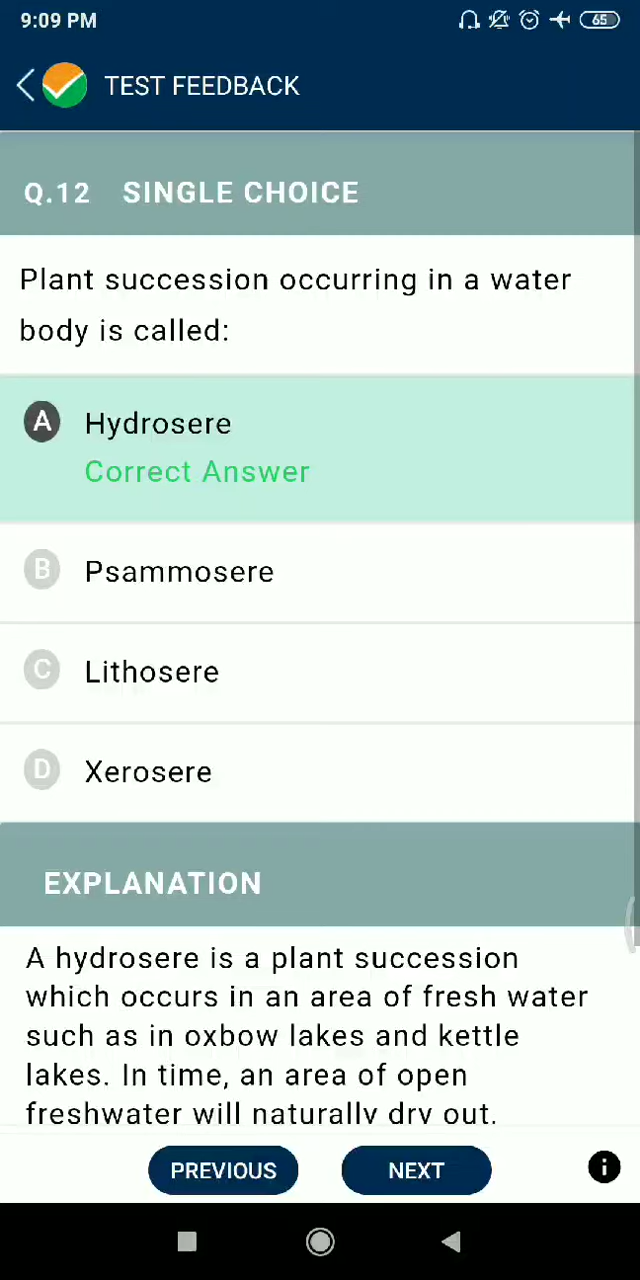 9:09 PM
65
TEST FEEDBACK
Q.12 SINGLE CHOICE
Plant succession occurring in a water
body is called:
A Hydrosere
Correct Answer
B Psammosere
C Lithosere
D Xerosere
EXPLANATION
A hydrosere is a plant succession
which occurs in an area of fresh water
such as in oxbow lakes and kettle
lakes. In time, an area of open
freshwater will naturally dry out.
PREVIOUS NEXT